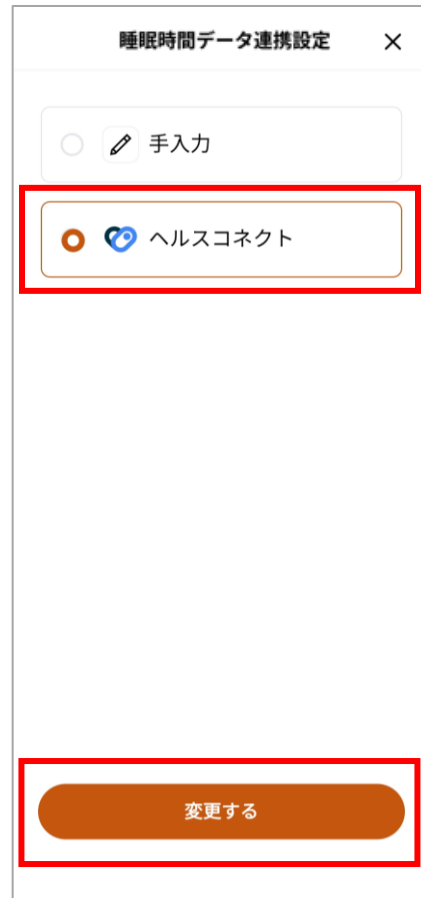 睡眠時間データ連携設定
手入力
ヘルスコネクト
変更する